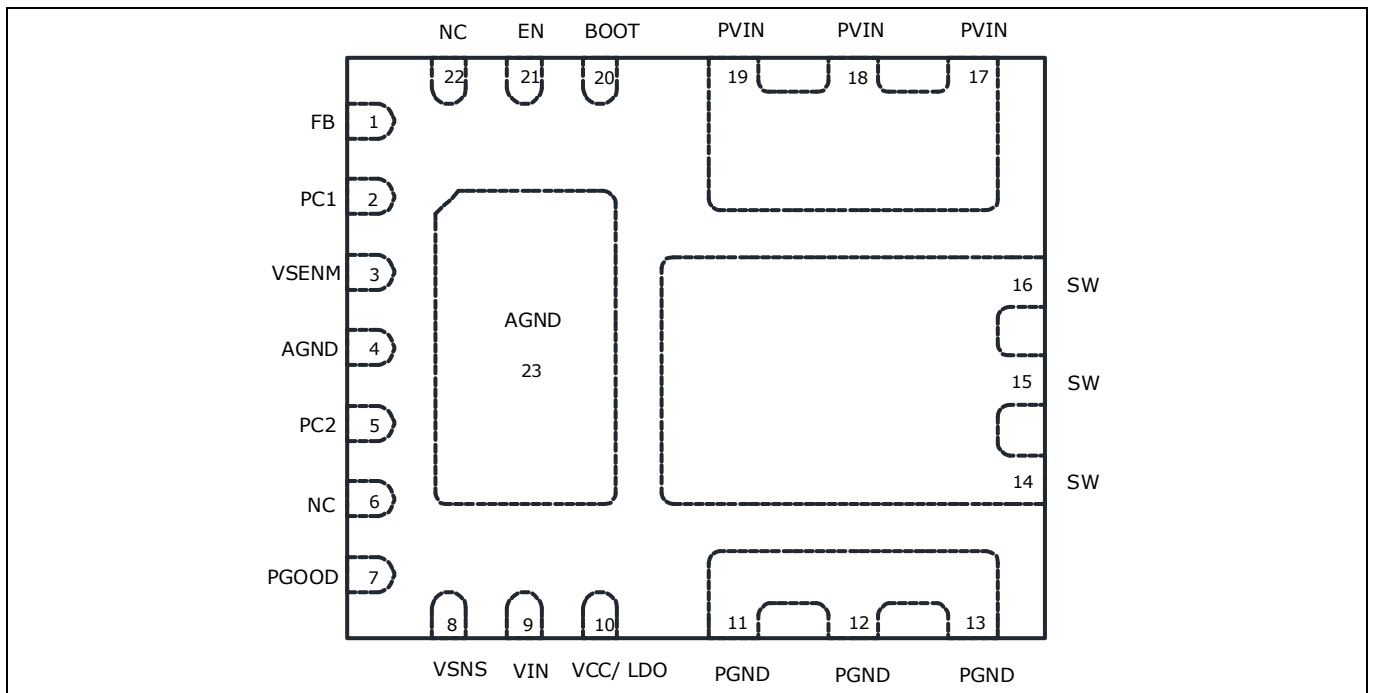 NC EN BOOT PVIN PVIN PVIN
22 21 20 19 18 17
FB 1
PC1 2
VSENM 3
16 SW
AGND
AGND 4
23
15 SW
PC2 5
14 SW
NC 6
PGOOD 7
8 9 10 11 12 13
VSNS VIN VCC/ LDO PGND PGND PGND